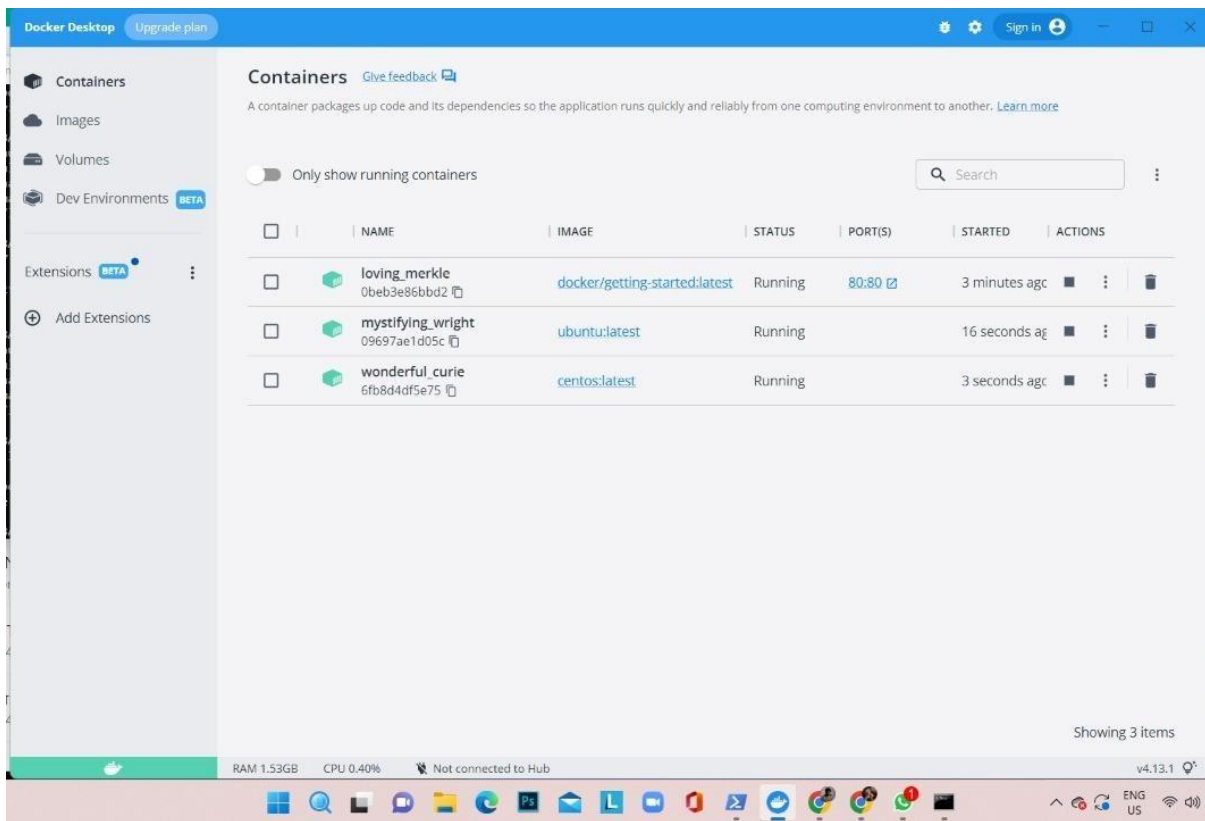 Docker Desktop Upgrade plan Sign in
Containers
Images
Volumes
Dev Environments BETA
Extensions BETA
Add Extensions
Containers Give feedback
A container packages up code and its dependencies so the application runs quickly and reliably from one computing environment to another. Learn more
Only show running containers Search
NAME IMAGE STATUS PORT(S) STARTED ACTIONS
loving_merkle docker/getting-started:latest Running 80:80 3 minutes agc
0beb3e86bbd2
mystifying_wright ubuntu:latest Running 16 seconds ag
09697ae1d05c
wonderful_curie centos:latest Running 3 seconds agc
6fb8d4df5e75
Showing 3 items
RAM 1.53GB CPU 0.40% Not connected to Hub v4.13.1
Ps L 1 ENG
US